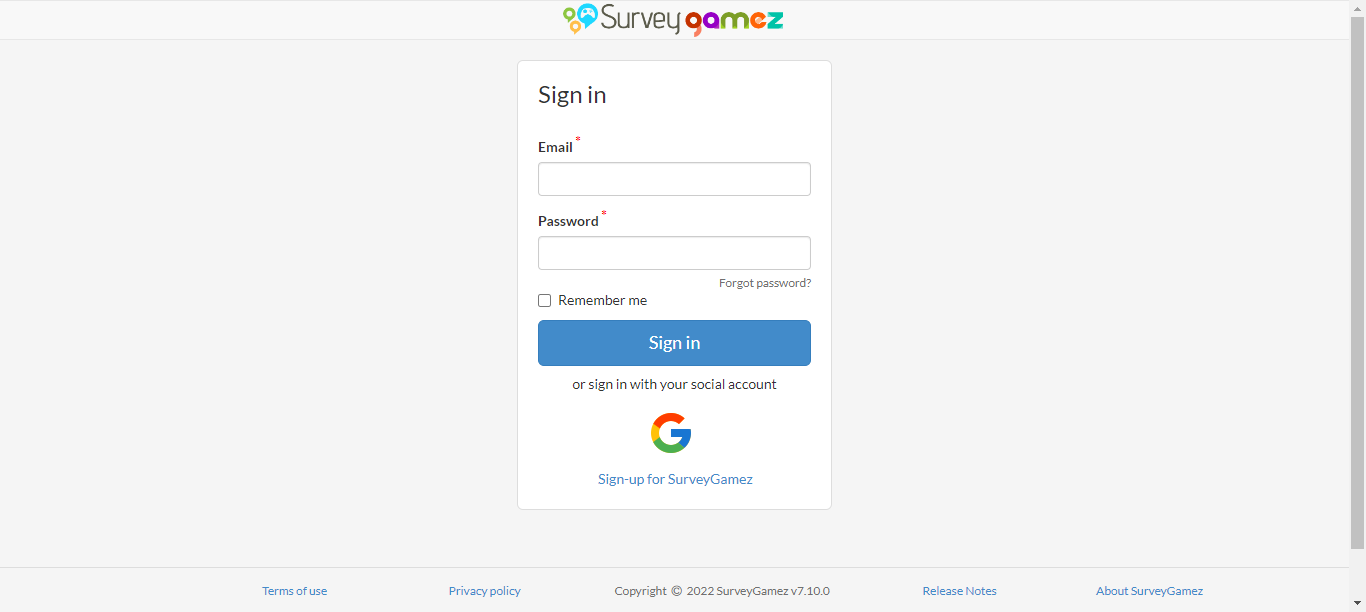 Survey gamez
Sign in
Email *
Password *
Forgot password?
Remember me
Sign in
or sign in with your social account
Sign-up for SurveyGamez
Terms of use
Privacy policy
Copyright © 2022 SurveyGamez v7.10.0
Release Notes
About SurveyGamez